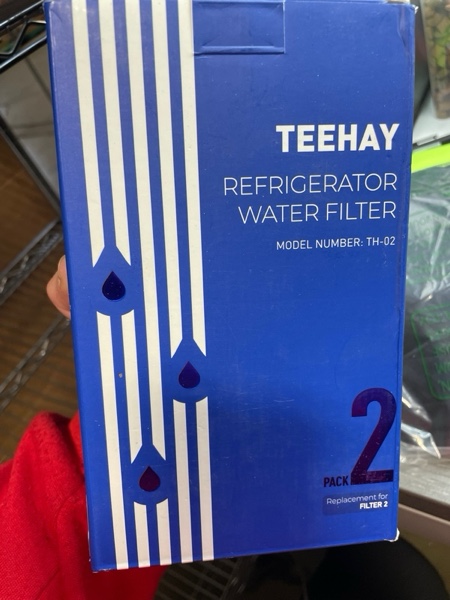 TEEHAY
REFRIGERATOR
WATER FILTER
MODEL NUMBER: TH-02
PACK 2
Replacement for
FILTER 2